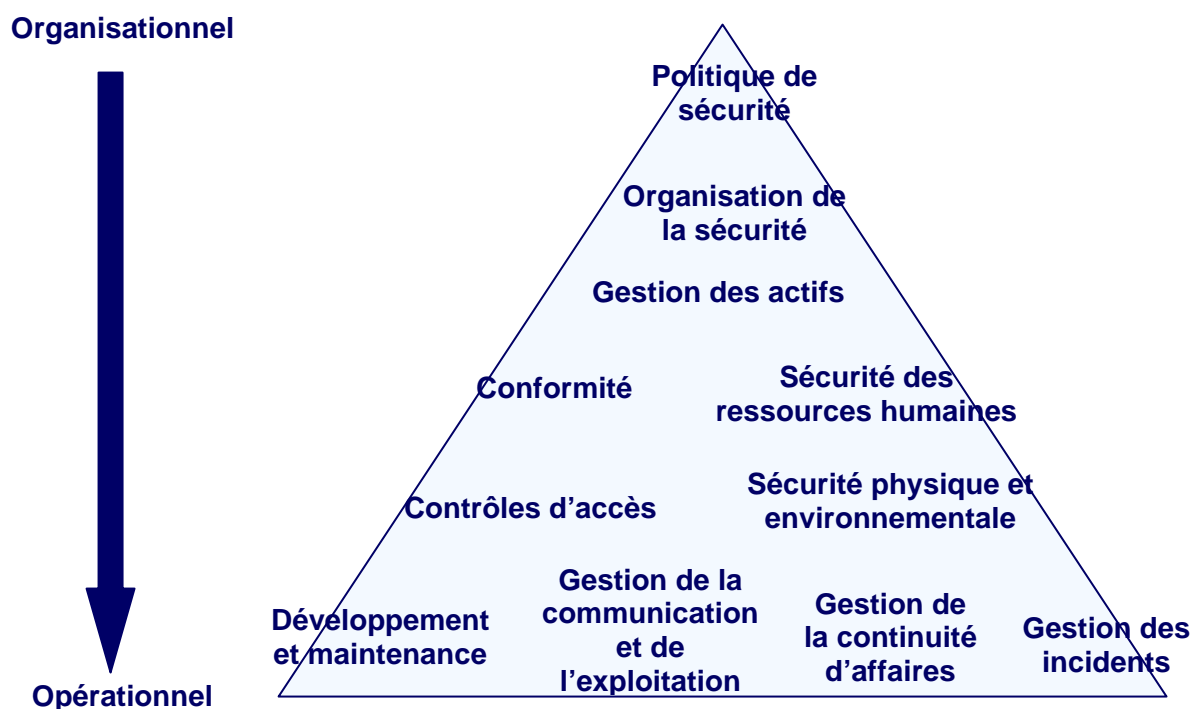 Organisationnel
Politique de
sécurité
Organisation de
la sécurité
Gestion des actifs
Conformité
Sécurité des
ressources humaines
Contrôles d’accès
Sécurité physique et
environnementale
Développement
et maintenance
Gestion de la
communication
et de
l’exploitation
Gestion de
la continuité
d’affaires
Gestion des
incidents
Opérationnel